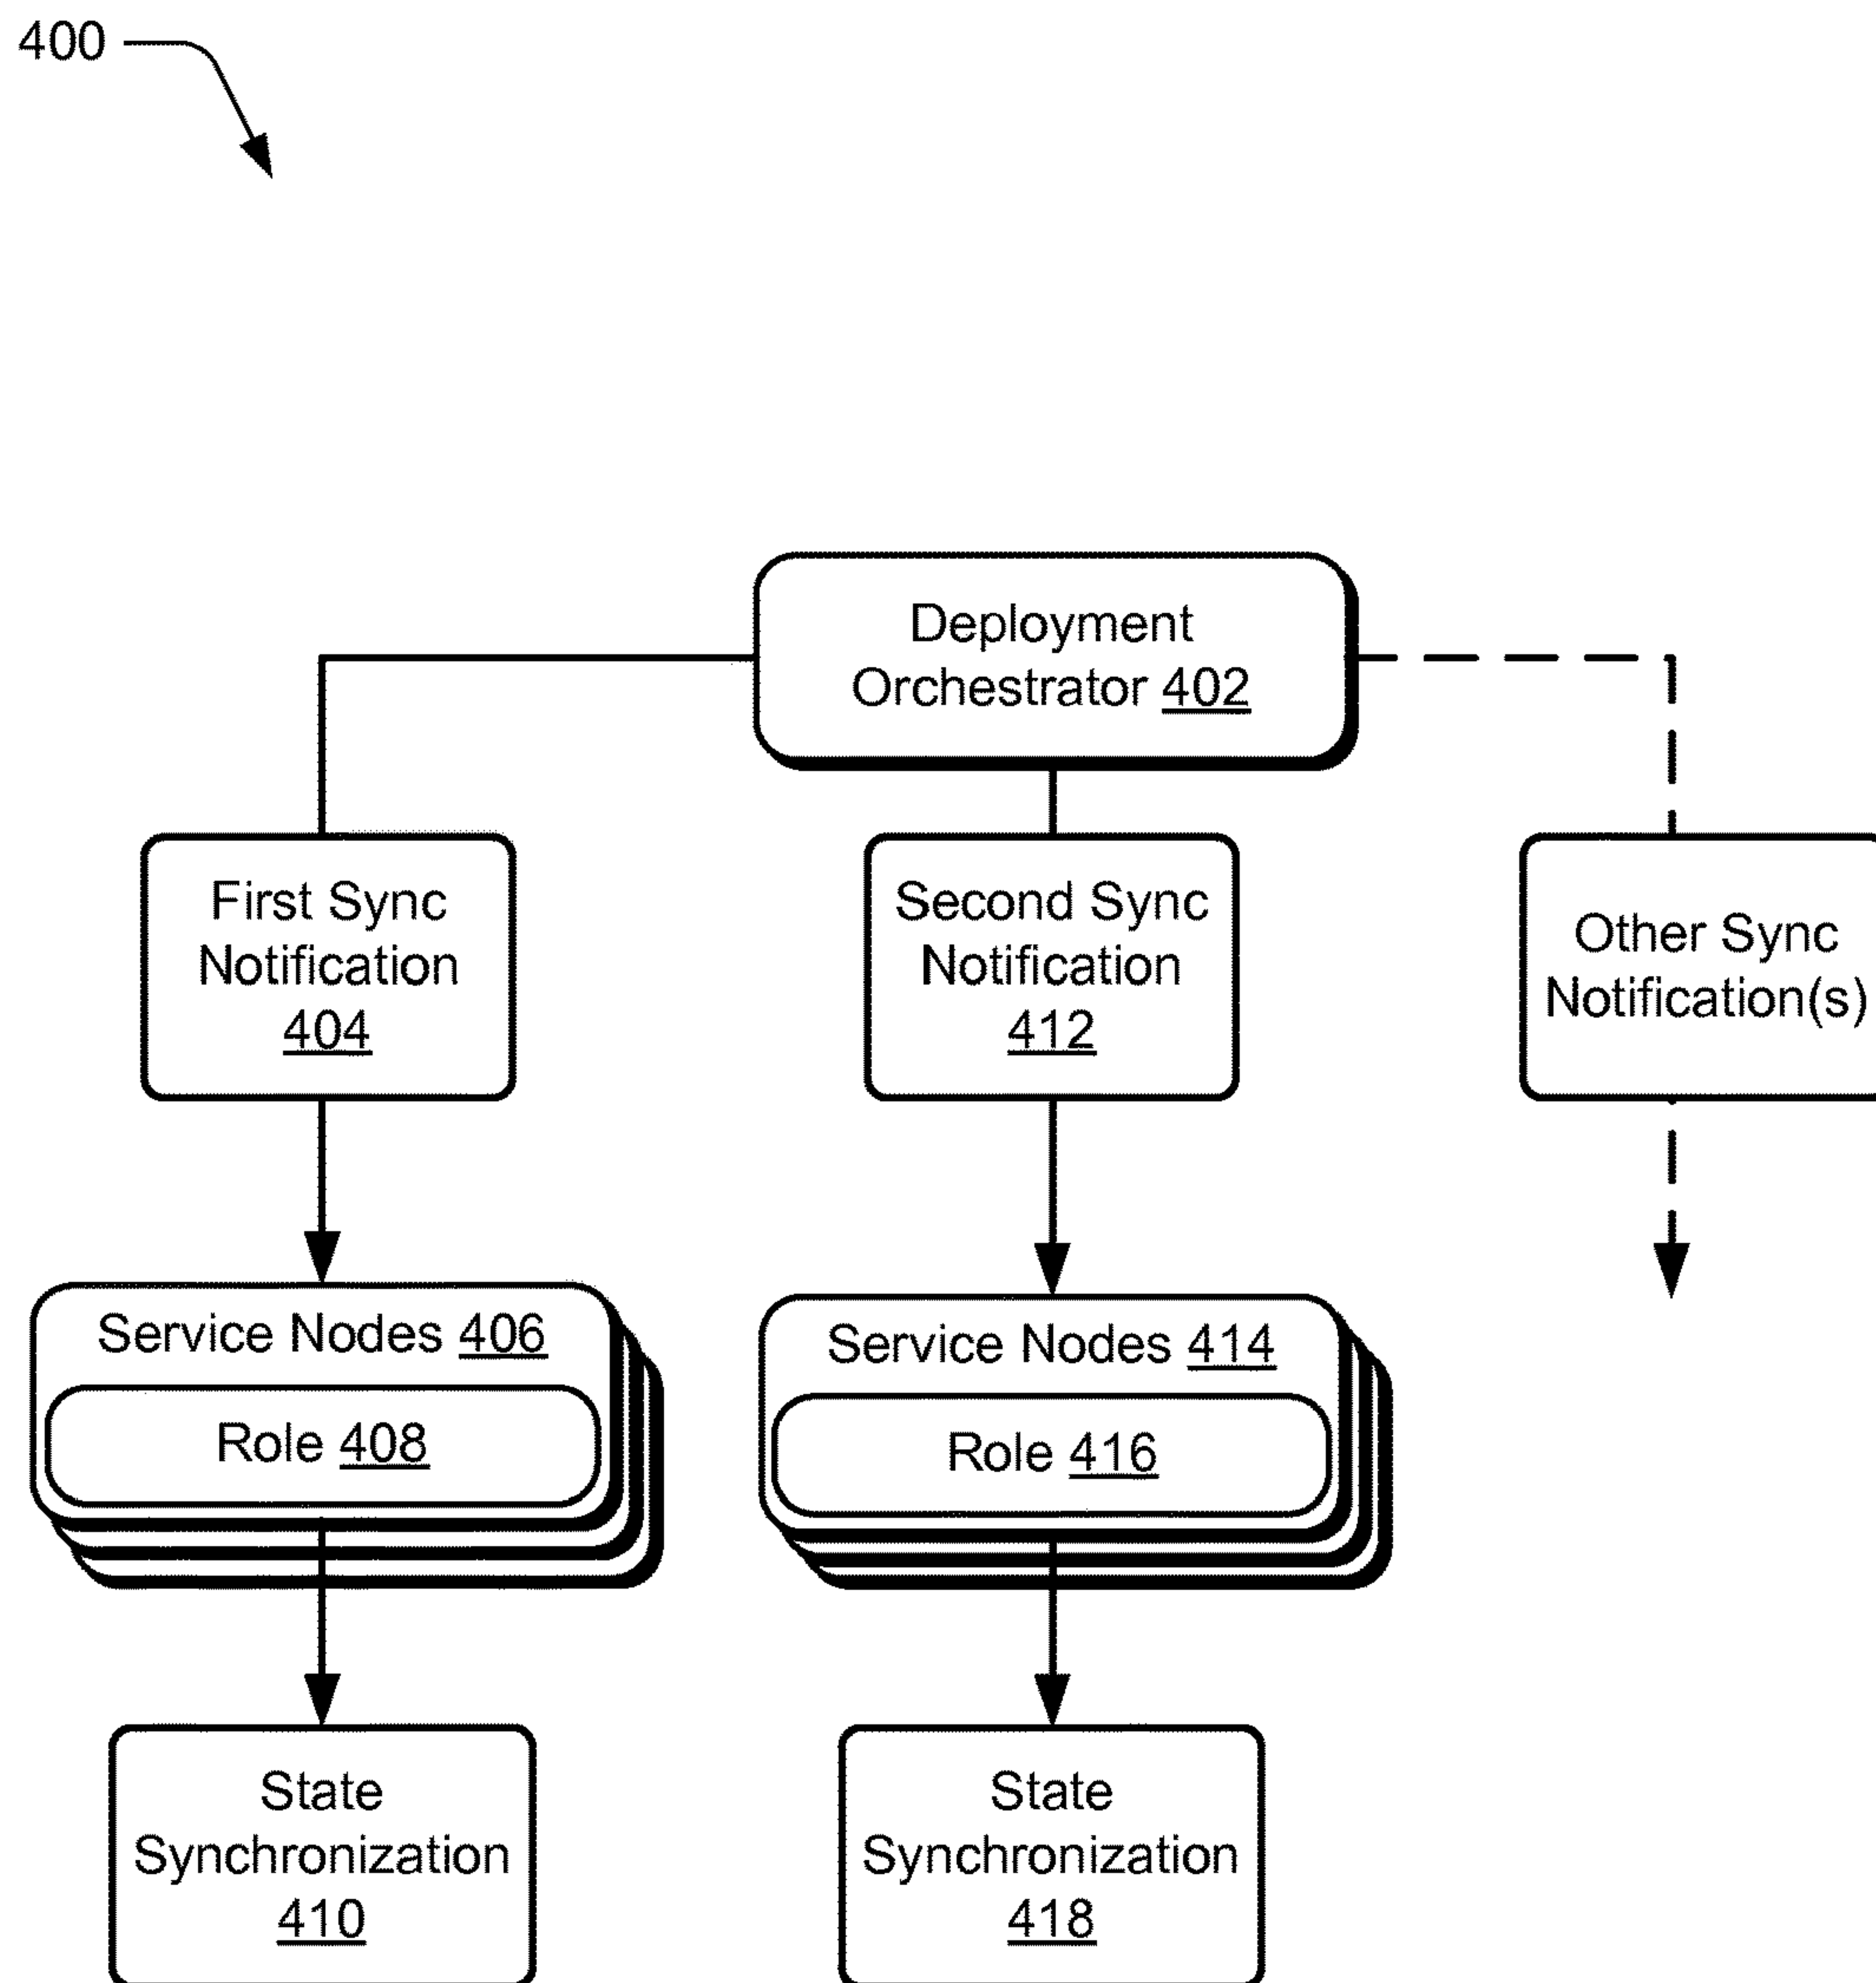 400
Deployment
Orchestrator 402
First Sync
Notification
404
Second Sync
Notification
412
Other Sync
Notification(s)
Service Nodes 406
Role 408
Service Nodes 414
Role 416
State
Synchronization
410
State
Synchronization
418